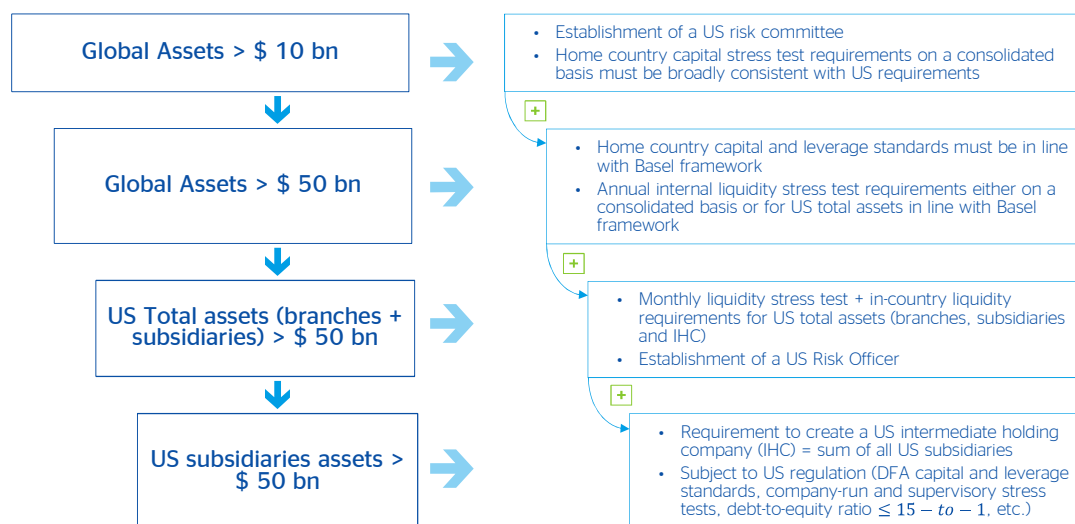 Global Assets > $ 10 bn
• Establishment of a US risk committee
• Home country capital stress test requirements on a consolidated
basis must be broadly consistent with US requirements
+
Global Assets > $ 50 bn
• Home country capital and leverage standards must be in line
with Basel framework
• Annual internal liquidity stress test requirements either on a
consolidated basis or for US total assets in line with Basel
framework
+
US Total assets (branches +
subsidiaries) > $ 50 bn
• Monthly liquidity stress test + in-country liquidity
requirements for US total assets (branches, subsidiaries
and IHC)
• Establishment of a US Risk Officer
+
US subsidiaries assets >
$ 50 bn
• Requirement to create a US intermediate holding
company (IHC) = sum of all US subsidiaries
• Subject to US regulation (DFA capital and leverage
standards, company-run and supervisory stress
tests, debt-to-equity ratio ≤ 15 − to − 1, etc.)